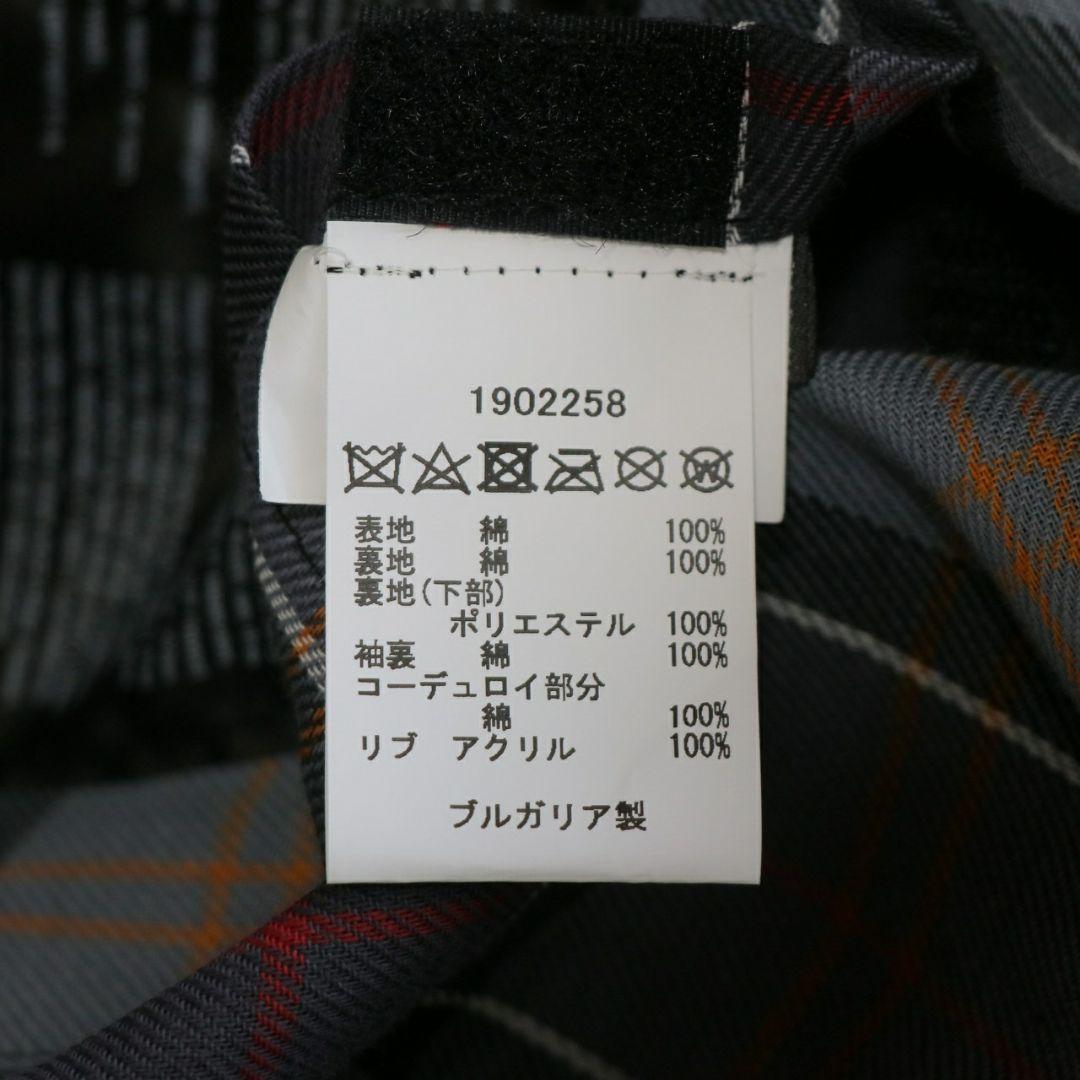 1902258
表地 綿 100%
裏地 綿 100%
裏地(下部)
ポリエステル 100%
袖裏 綿 100%
コーデュロイ部分
綿 100%
リブ アクリル 100%
ブルガリア製